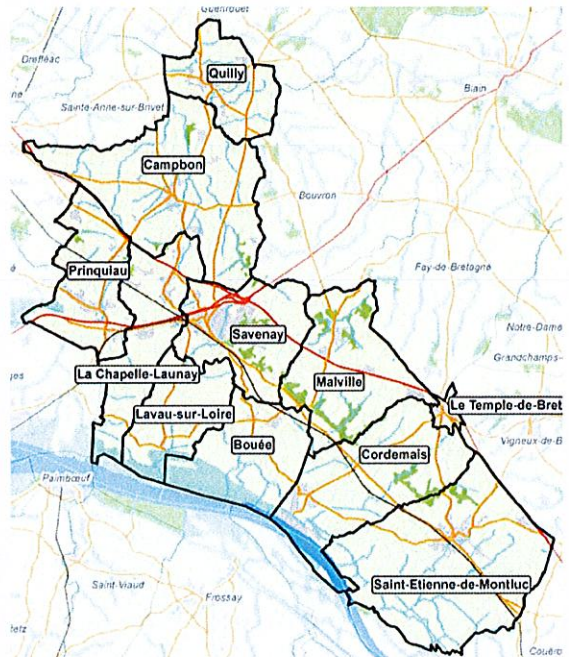 Guenrouet
Quilly
Drefféac
Blain
Sainte-Anne-sur-Brivet
Campbon
Bouvron
Prinquiau
Fay-de-Bretagne
Savenay
Notre-Dame
Grandchamps-
La Chapelle-Launay
Malville
Lavau-sur-Loire
Le Temple-de-Bret
Bouée
Cordemais
Vigneux-de-B
Paimbœuf
Saint-Etienne-de-Montluc
Saint-Viaud
Frossay
Couëro